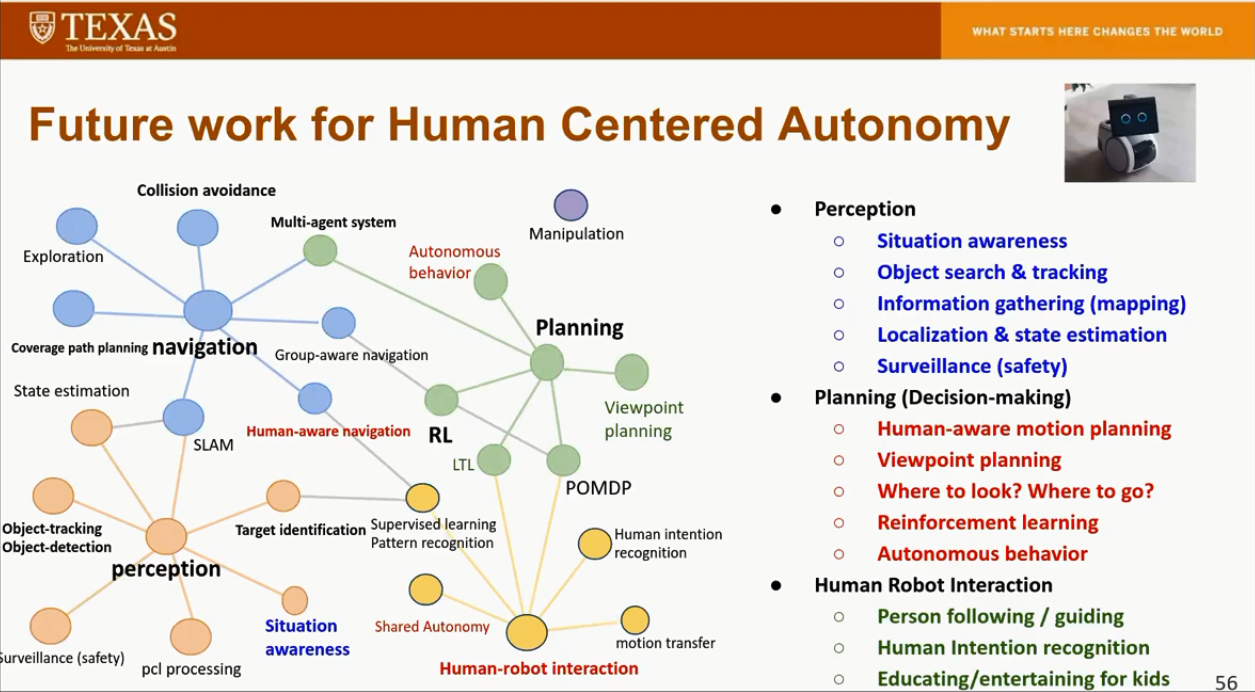 TEXAS
The University of Texas at Austin
WHAT STARTS HERE CHANGES THE WORLD
Future work for Human Centered Autonomy
Collision avoidance
Multi-agent system
Manipulation
Exploration
Autonomous
behavior
Planning
Coverage path planning
navigation
Group-aware navigation
State estimation
Viewpoint
planning
SLAM
Human-aware navigation
RL
LTL
POMDP
Object-tracking
Object-detection
Target identification
Supervised learning
Pattern recognition
Human intention
recognition
perception
Situation
awareness
Shared Autonomy
motion transfer
Surveillance (safety)
pcl processing
Human-robot interaction
● Perception
○ Situation awareness
○ Object search & tracking
○ Information gathering (mapping)
○ Localization & state estimation
○ Surveillance (safety)
● Planning (Decision-making)
○ Human-aware motion planning
○ Viewpoint planning
○ Where to look? Where to go?
○ Reinforcement learning
○ Autonomous behavior
● Human Robot Interaction
○ Person following / guiding
○ Human Intention recognition
○ Educating/entertaining for kids
56